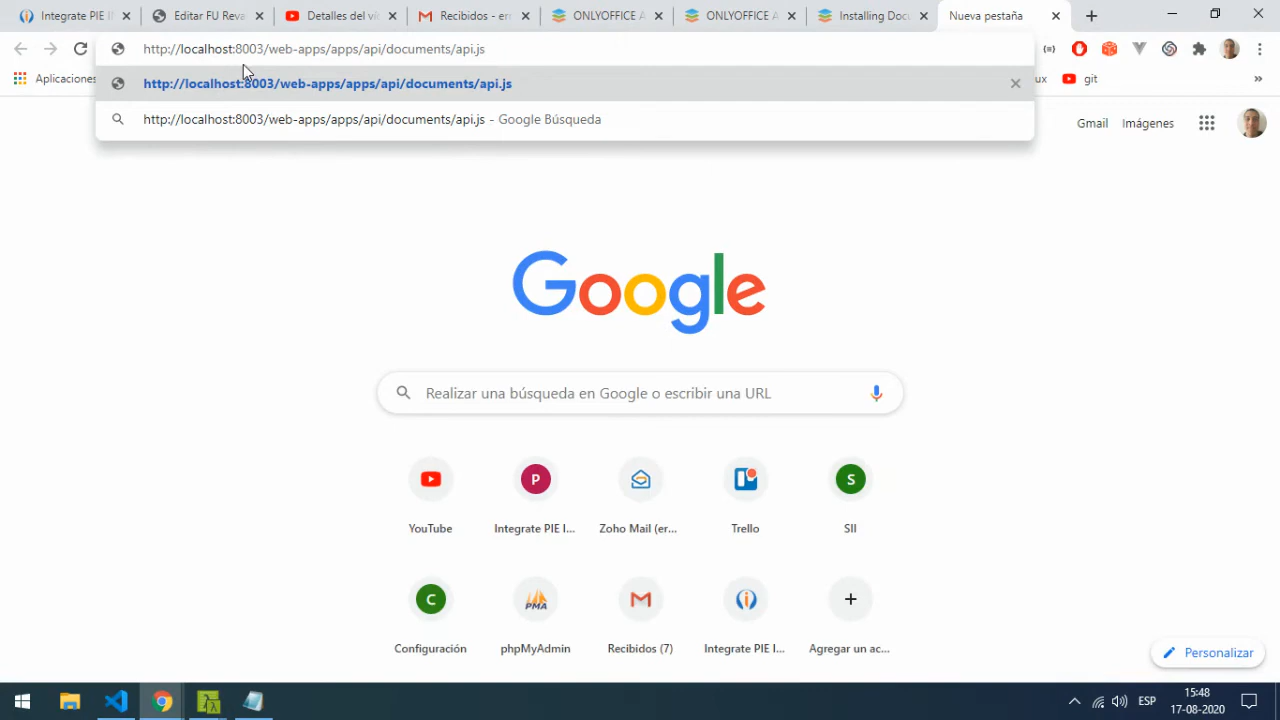 Integrate PIE I
Editar FU Reva
Detalles del ví
Recibidos - err
ONLYOFFICE A
ONLYOFFICE A
Installing Docu
Nueva pestaña
http://localhost:8003/web-apps/apps/api/documents/api.js
Aplicaciones
http://localhost:8003/web-apps/apps/api/documents/api.js
ux
git
»
http://localhost:8003/web-apps/apps/api/documents/api.js - Google Búsqueda
Gmail
Imágenes
Google
Realizar una búsqueda en Google o escribir una URL
P
S
YouTube
Integrate PIE I...
Zoho Mail (er...
Trello
SII
C
PMA
Configuración
phpMyAdmin
Recibidos (7)
Integrate PIE I...
Agregar un ac...
Personalizar
ESP
15:48
17-08-2020